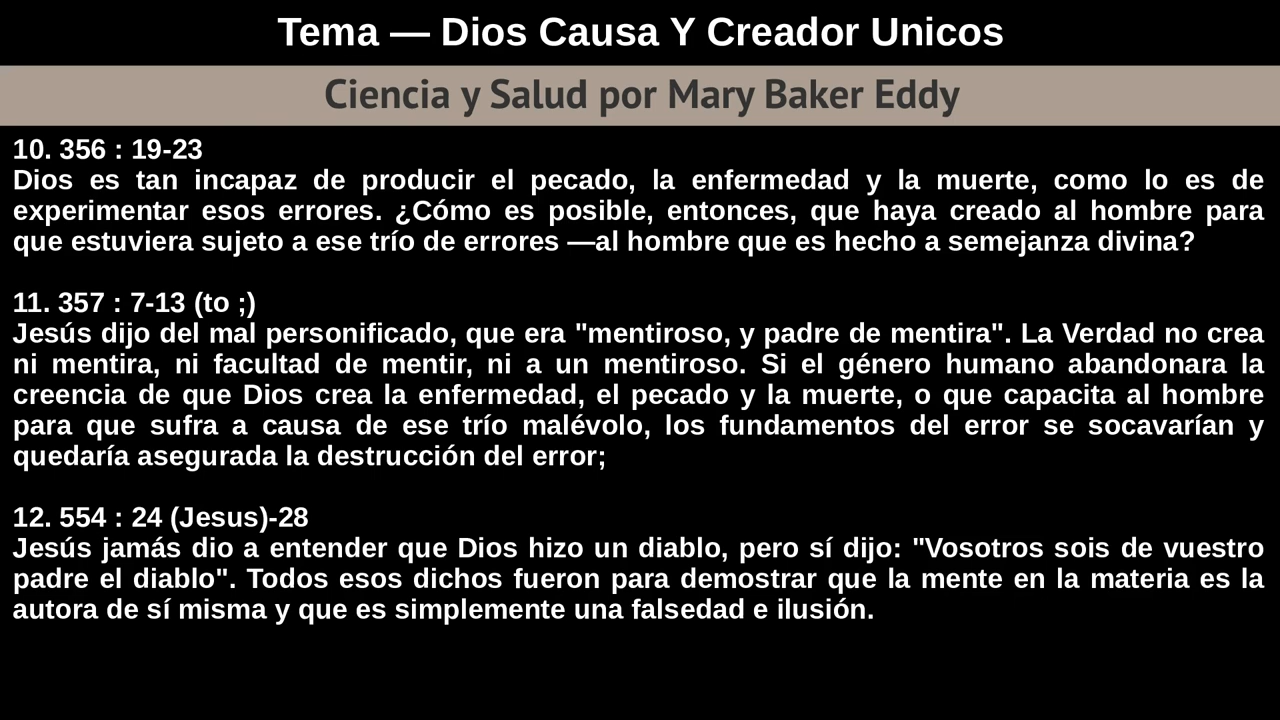 Tema — Dios Causa Y Creador Unicos
Ciencia y Salud por Mary Baker Eddy
10. 356 : 19-23
Dios es tan incapaz de producir el pecado, la enfermedad y la muerte, como lo es de
experimentar esos errores. ¿Cómo es posible, entonces, que haya creado al hombre para
que estuviera sujeto a ese trío de errores —al hombre que es hecho a semejanza divina?
11. 357 : 7-13 (to ;)
Jesús dijo del mal personificado, que era "mentiroso, y padre de mentira". La Verdad no crea
ni mentira, ni facultad de mentir, ni a un mentiroso. Si el género humano abandonara la
creencia de que Dios crea la enfermedad, el pecado y la muerte, o que capacita al hombre
para que sufra a causa de ese trío malévolo, los fundamentos del error se socavarían y
quedaría asegurada la destrucción del error;
12. 554 : 24 (Jesus)-28
Jesús jamás dio a entender que Dios hizo un diablo, pero sí dijo: "Vosotros sois de vuestro
padre el diablo". Todos esos dichos fueron para demostrar que la mente en la materia es la
autora de sí misma y que es simplemente una falsedad e ilusión.